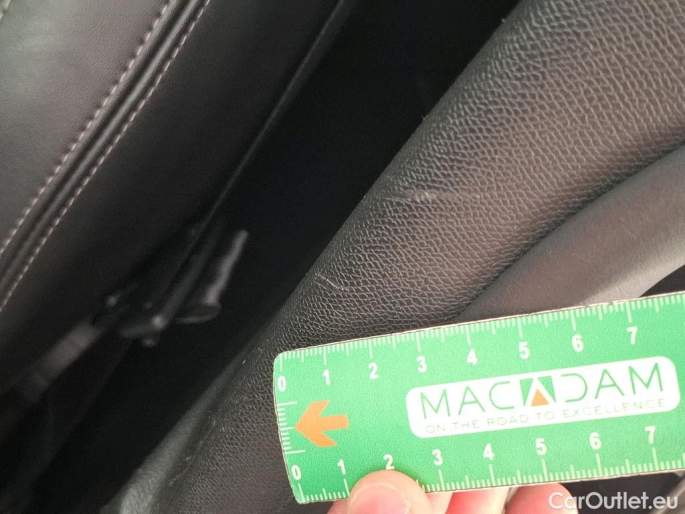 0 1 2 3 4 5 6 7
MACADAM
ON THE ROAD TO EXCELLENCE
0 1 2 3 4 5 6 7
CarOutlet.eu